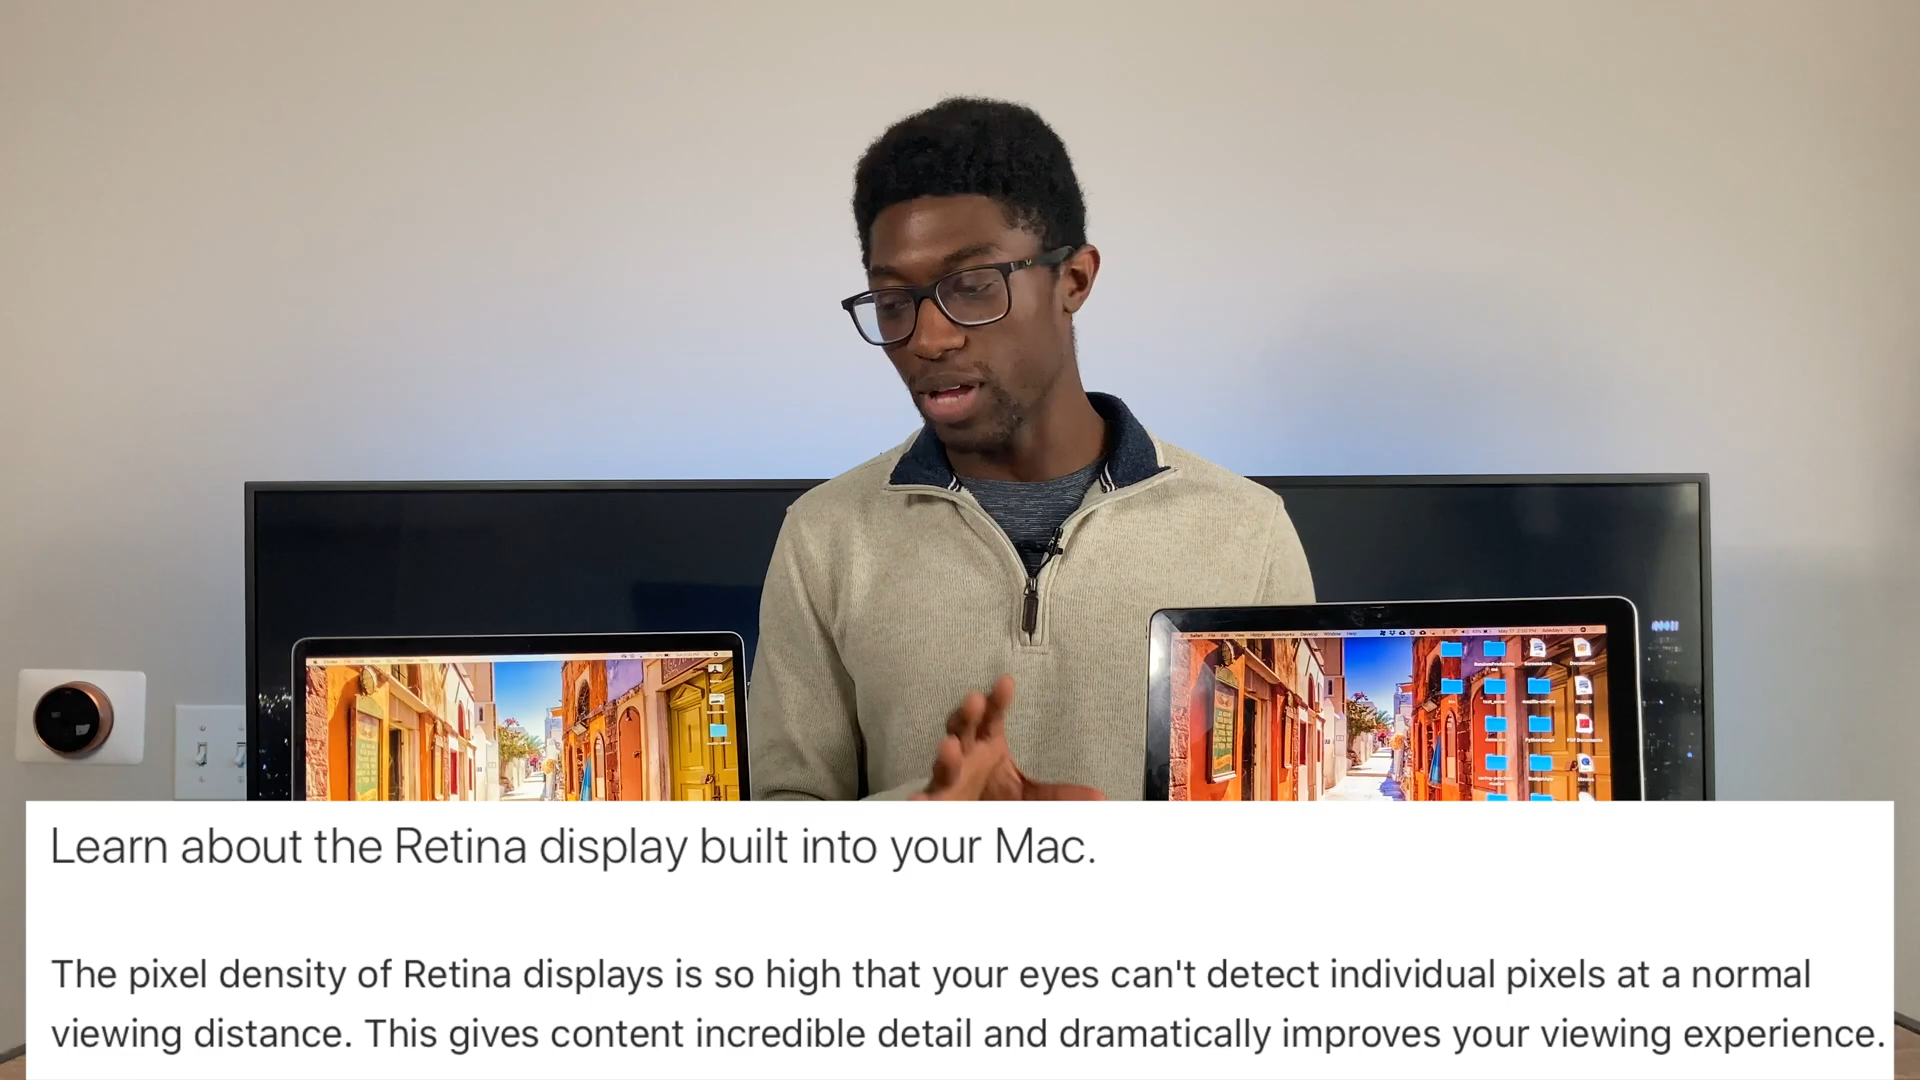 Learn about the Retina display built into your Mac.
The pixel density of Retina displays is so high that your eyes can't detect individual pixels at a normal
viewing distance. This gives content incredible detail and dramatically improves your viewing experience.